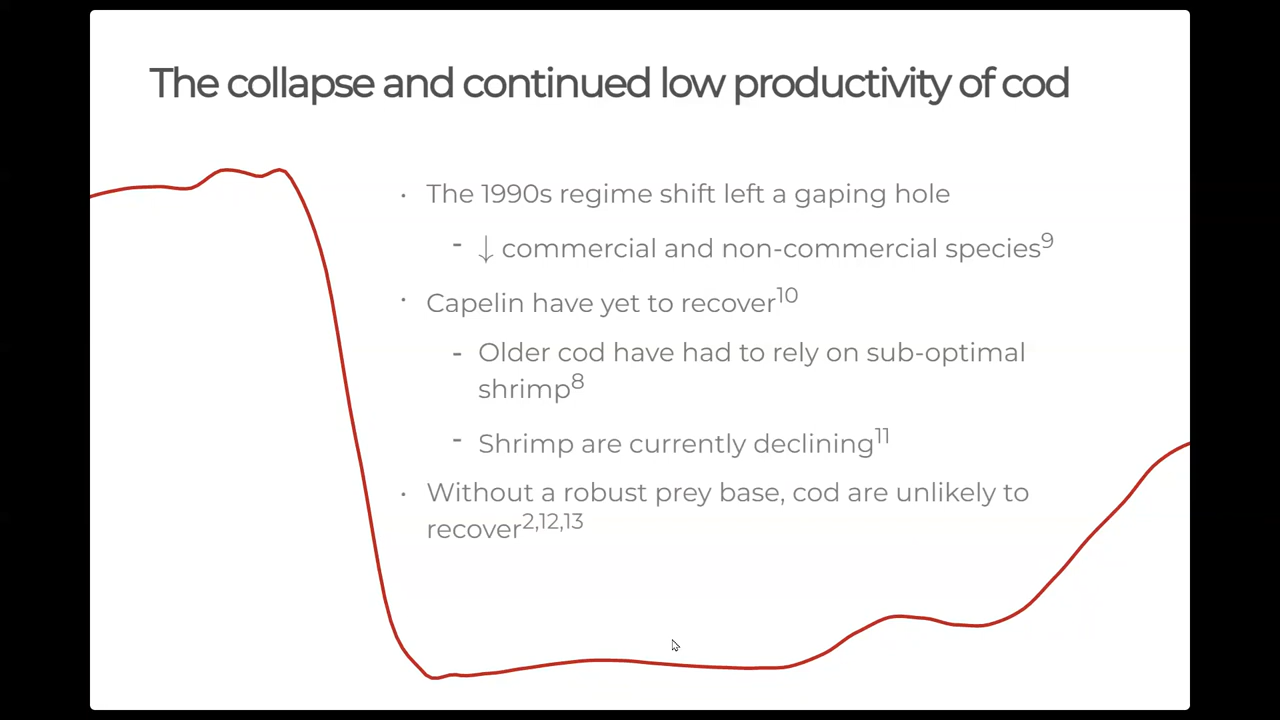 The collapse and continued low productivity of cod
· The 1990s regime shift left a gaping hole
- ↓ commercial and non-commercial species9
· Capelin have yet to recover10
- Older cod have had to rely on sub-optimal
shrimp8
- Shrimp are currently declining11
· Without a robust prey base, cod are unlikely to
recover2,12,13